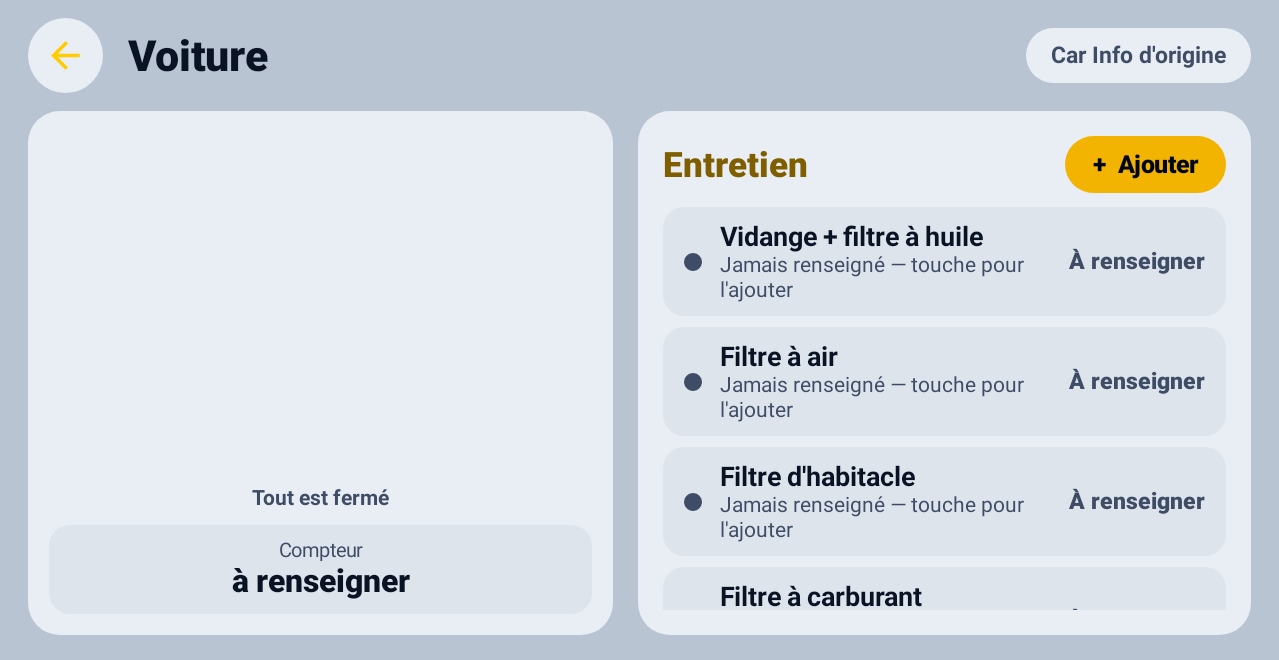 Voiture
Car Info d'origine
Tout est fermé
Compteur
à renseigner
Entretien
+ Ajouter
Vidange + filtre à huile
Jamais renseigné — touche pour
l'ajouter
À renseigner
Filtre à air
Jamais renseigné — touche pour
l'ajouter
À renseigner
Filtre d'habitacle
Jamais renseigné — touche pour
l'ajouter
À renseigner
Filtre à carburant